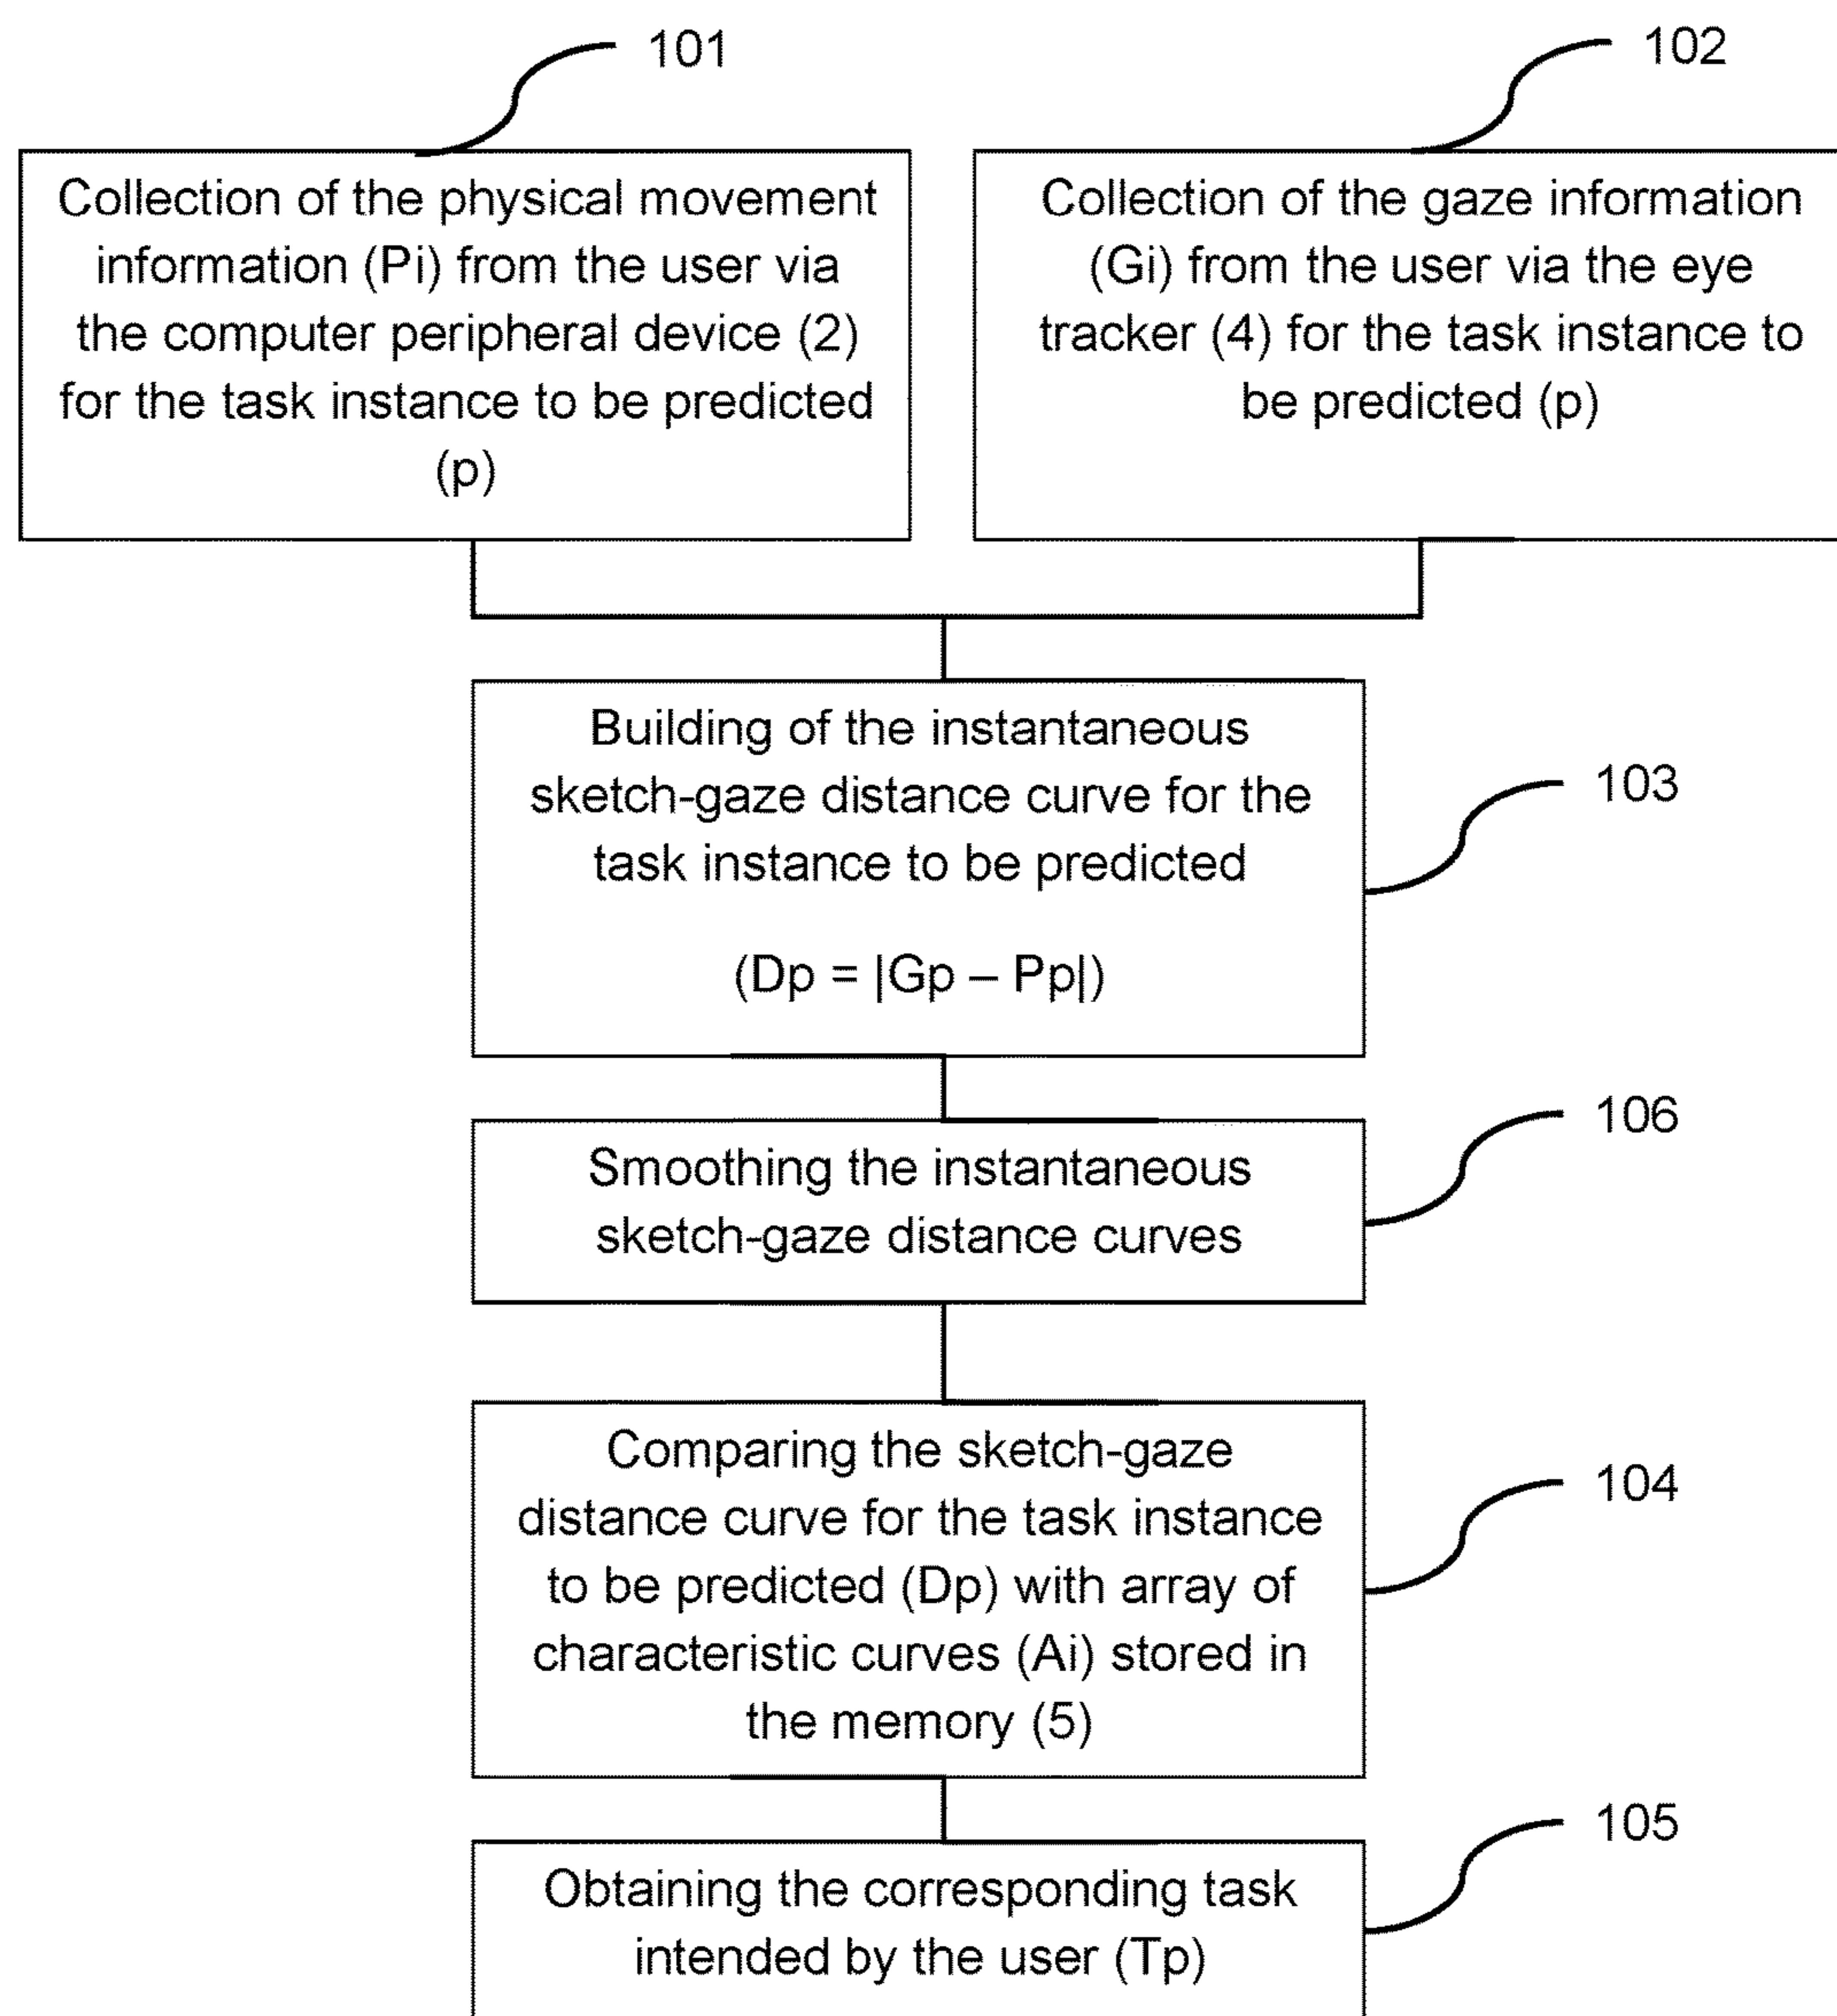 101
102
Collection of the physical movement
information (Pi) from the user via
the computer peripheral device (2)
for the task instance to be predicted
(p)
Collection of the gaze information
(Gi) from the user via the eye
tracker (4) for the task instance to
be predicted (p)
Building of the instantaneous
sketch-gaze distance curve for the
task instance to be predicted
(Dp = |Gp – Pp|)
103
Smoothing the instantaneous
sketch-gaze distance curves
106
Comparing the sketch-gaze
distance curve for the task instance
to be predicted (Dp) with array of
characteristic curves (Ai) stored in
the memory (5)
104
Obtaining the corresponding task
intended by the user (Tp)
105